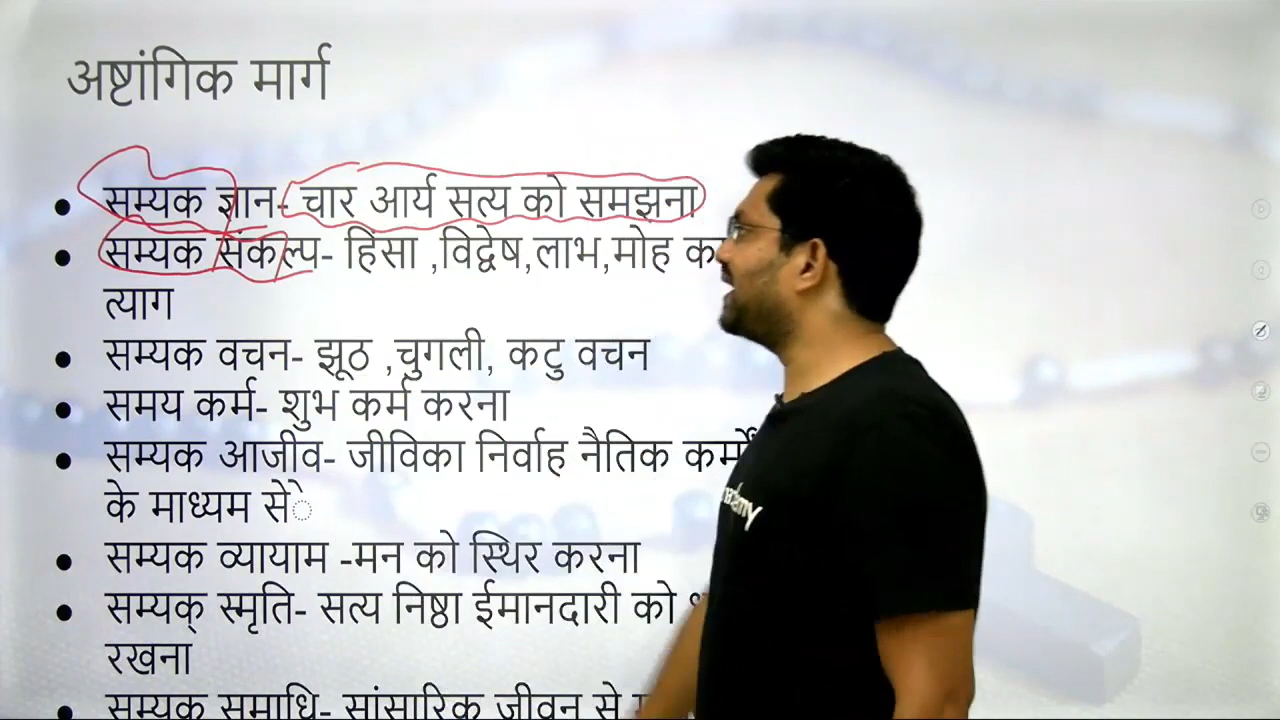 अष्टांगिक मार्ग
सम्यक ज्ञान- चार आर्य सत्य को समझना
सम्यक संकल्प- हिसा ,विद्वेष,लाभ,मोह का
त्याग
सम्यक वचन- झूठ ,चुगली, कटु वचन
समय कर्म- शुभ कर्म करना
सम्यक आजीव- जीविका निर्वाह नैतिक कर्मों
के माध्यम सेे
सम्यक व्यायाम -मन को स्थिर करना
सम्यक् स्मृति- सत्य निष्ठा ईमानदारी को
रखना
सम्यक समाधि- सांसारिक जीवन से